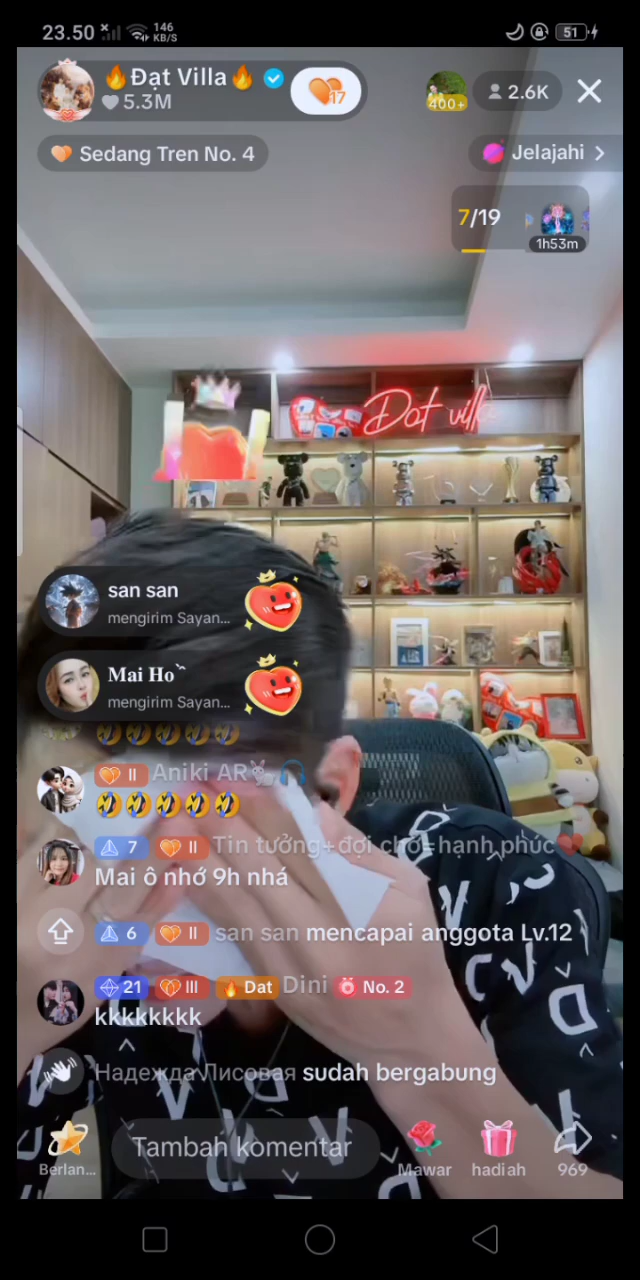 23.50
146
KB/S
51
🔥Đạt Villa🔥
5.3M
17
400+
2.6K
Sedang Tren No. 4
Jelajahi
7/19
1h53m
Dat villa
san san
mengirim Sayan...
Mai Ho
mengirim Sayan...
🤣🤣🤣🤣🤣
II Aniki AR
🤣🤣🤣🤣🤣
7 II Tin tưởng+đợi chờ=hạnh phúc
Mai ô nhớ 9h nhá
6 II san san mencapai anggota Lv.12
21 III 🔥 Dat Dini No. 2
kkkkkkkk
Надежда Лисовая sudah bergabung
Berlan...
Tambah komentar
Mawar
hadiah
969